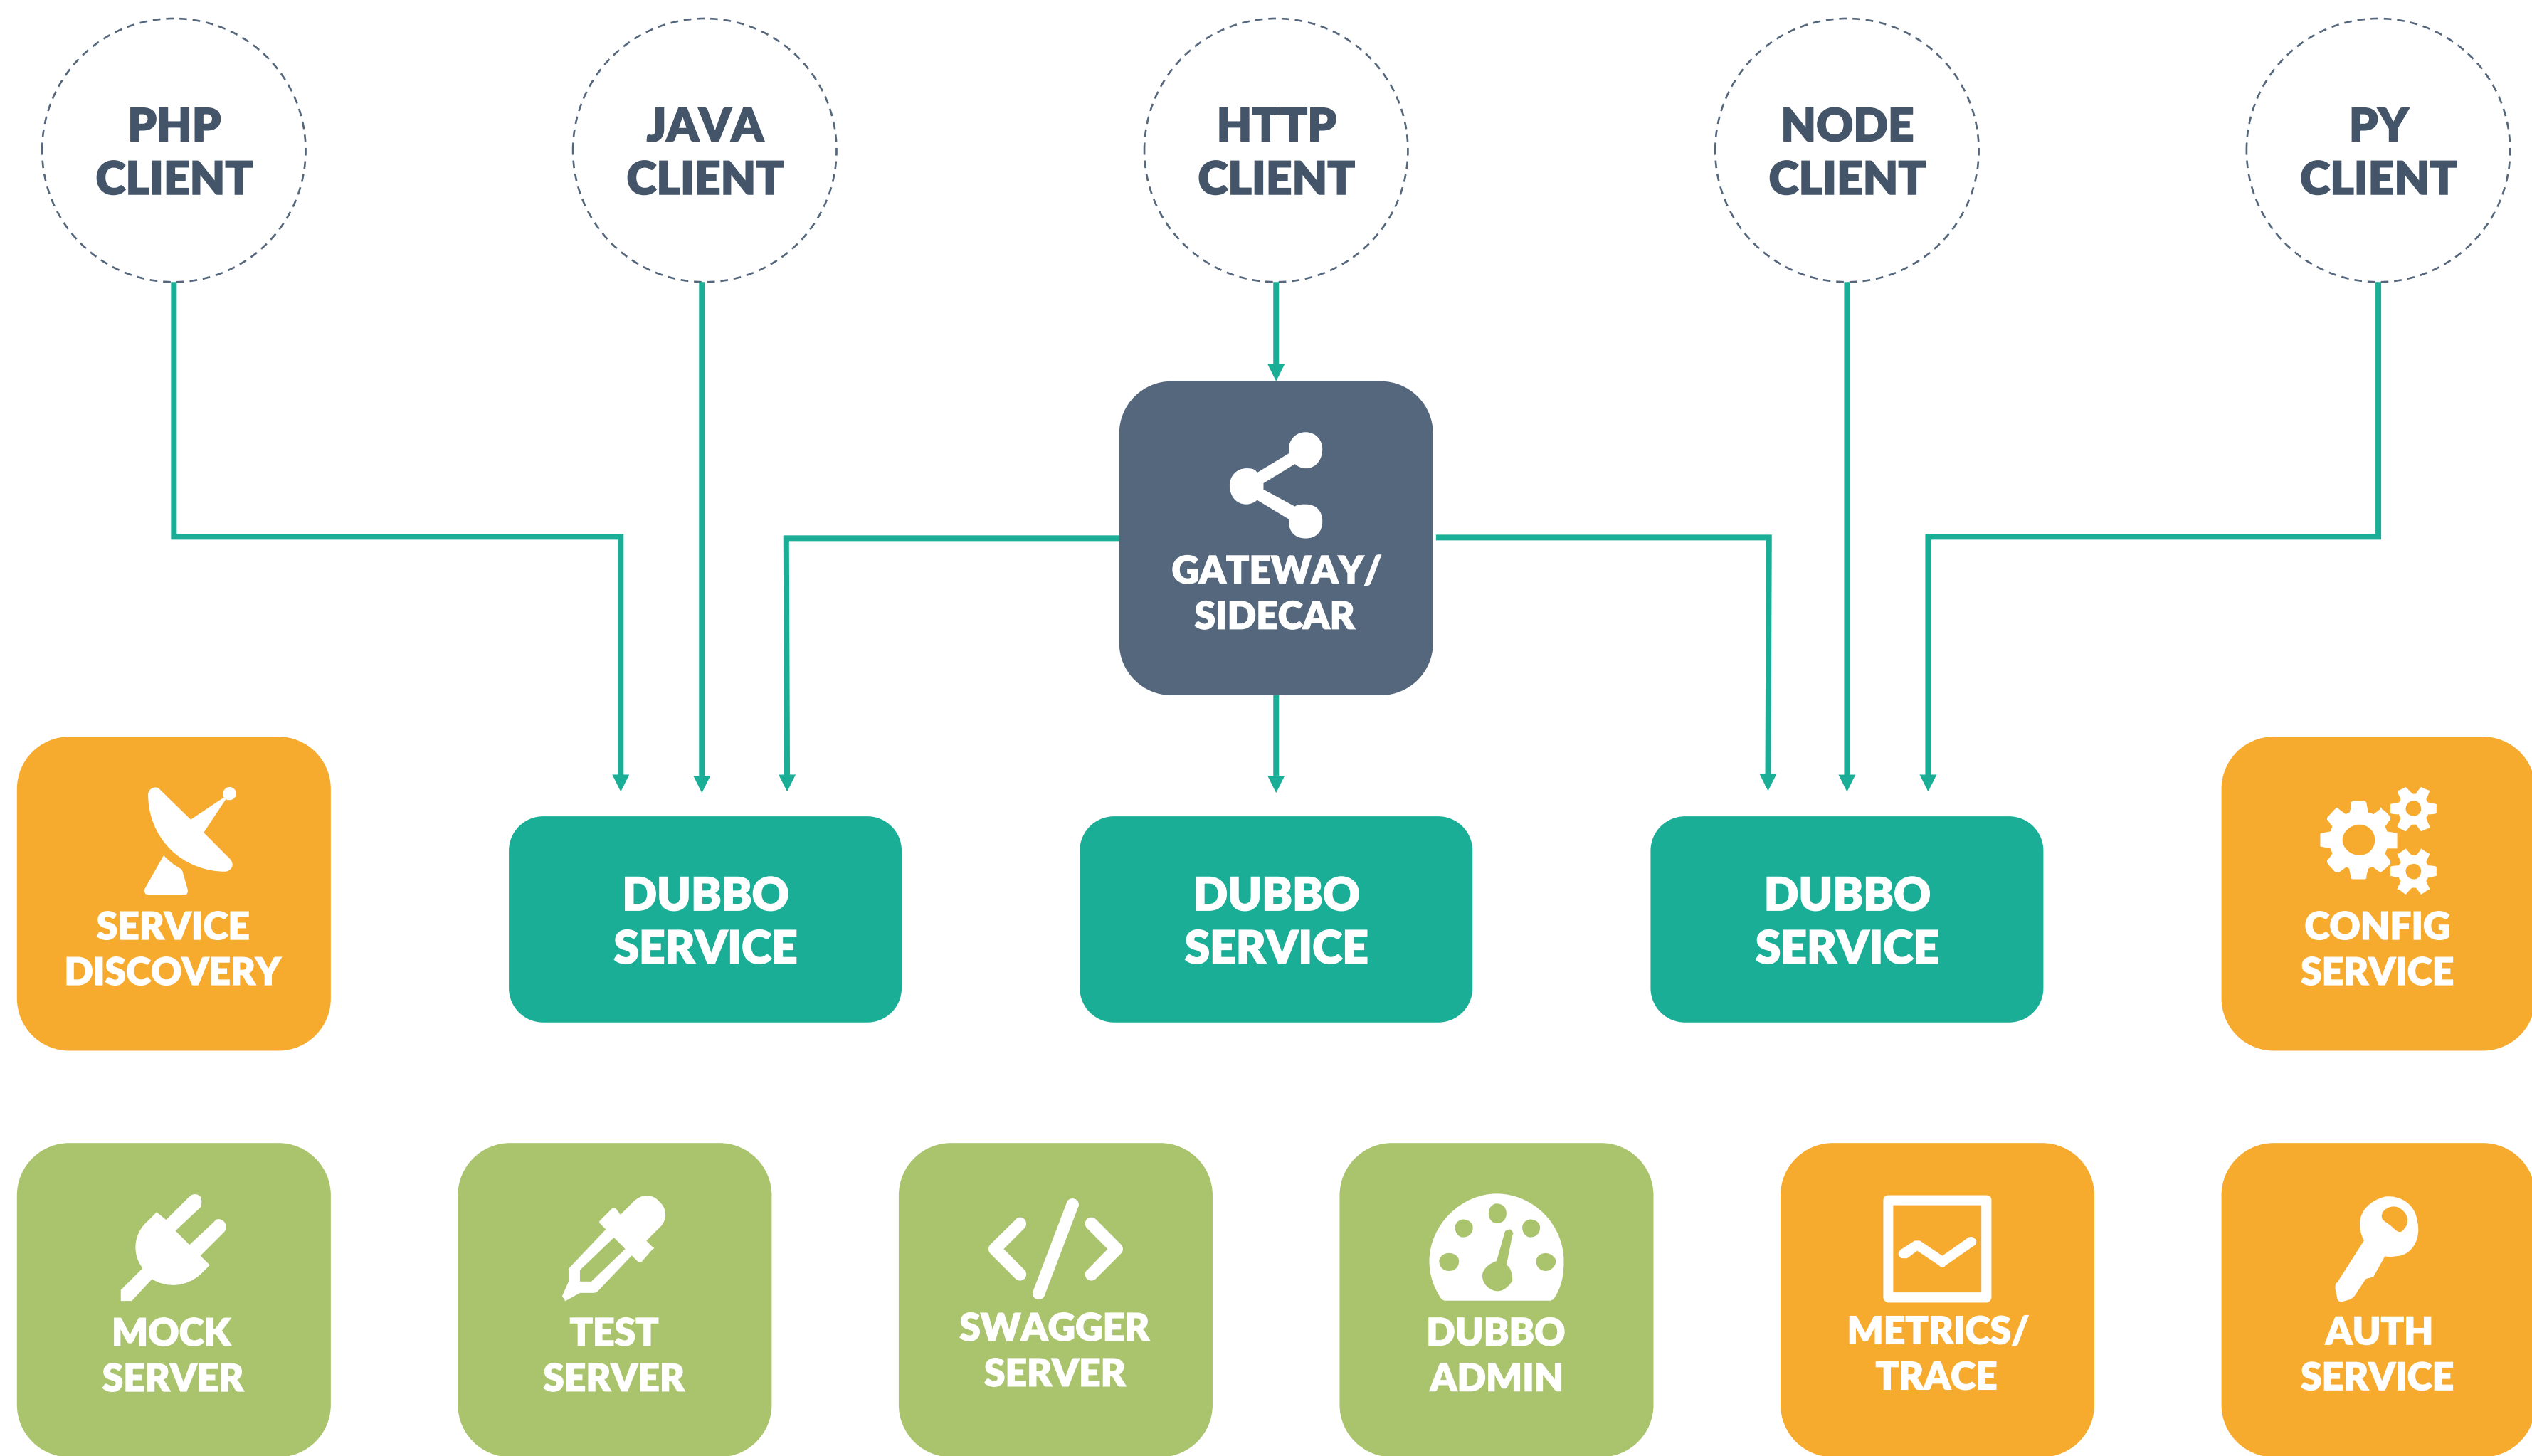 PHP
CLIENT
JAVA
CLIENT
HTTP
CLIENT
NODE
CLIENT
PY
CLIENT
GATEWAY/
SIDECAR
SERVICE
DISCOVERY
DUBBO
SERVICE
DUBBO
SERVICE
DUBBO
SERVICE
CONFIG
SERVICE
MOCK
SERVER
TEST
SERVER
SWAGGER
SERVER
DUBBO
ADMIN
METRICS/
TRACE
AUTH
SERVICE